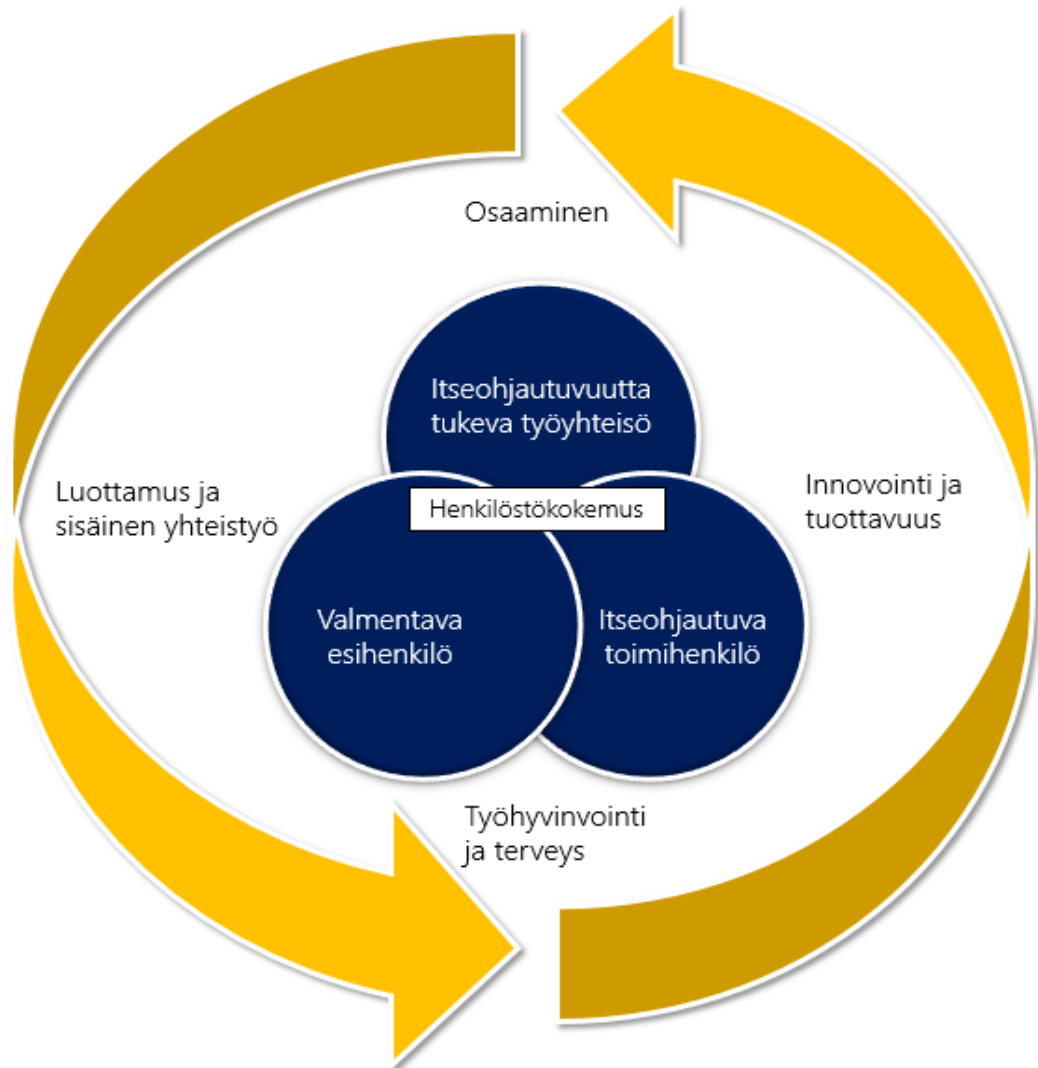 Osaaminen
Itseohjautuvuutta
tukeva työyhteisö
Luottamus ja
sisäinen yhteistyö
Henkilöstökokemus
Innovointi ja
tuottavuus
Valmentava
esihenkilö
Itseohjautuva
toimihenkilö
Työhyvinvointi
ja terveys